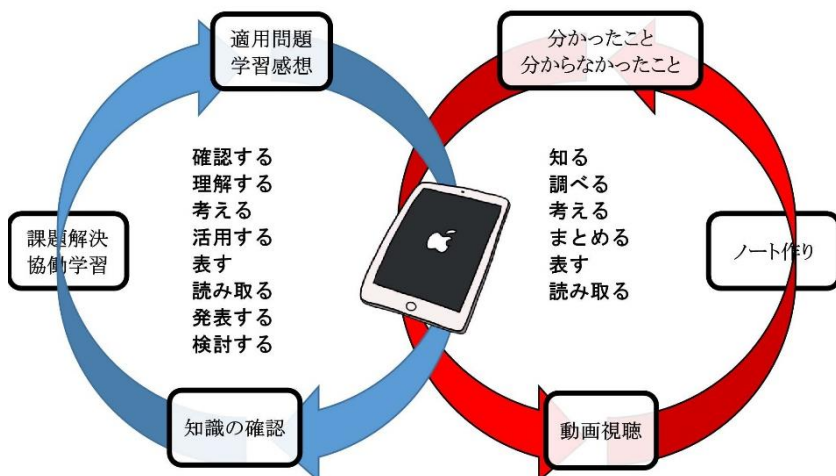 適用問題
学習感想
分かったこと
分からなかったこと
確認する
理解する
考える
活用する
表す
読み取る
発表する
検討する
知る
調べる
考える
まとめる
表す
読み取る
課題解決
協働学習
ノート作り
知識の確認
動画視聴